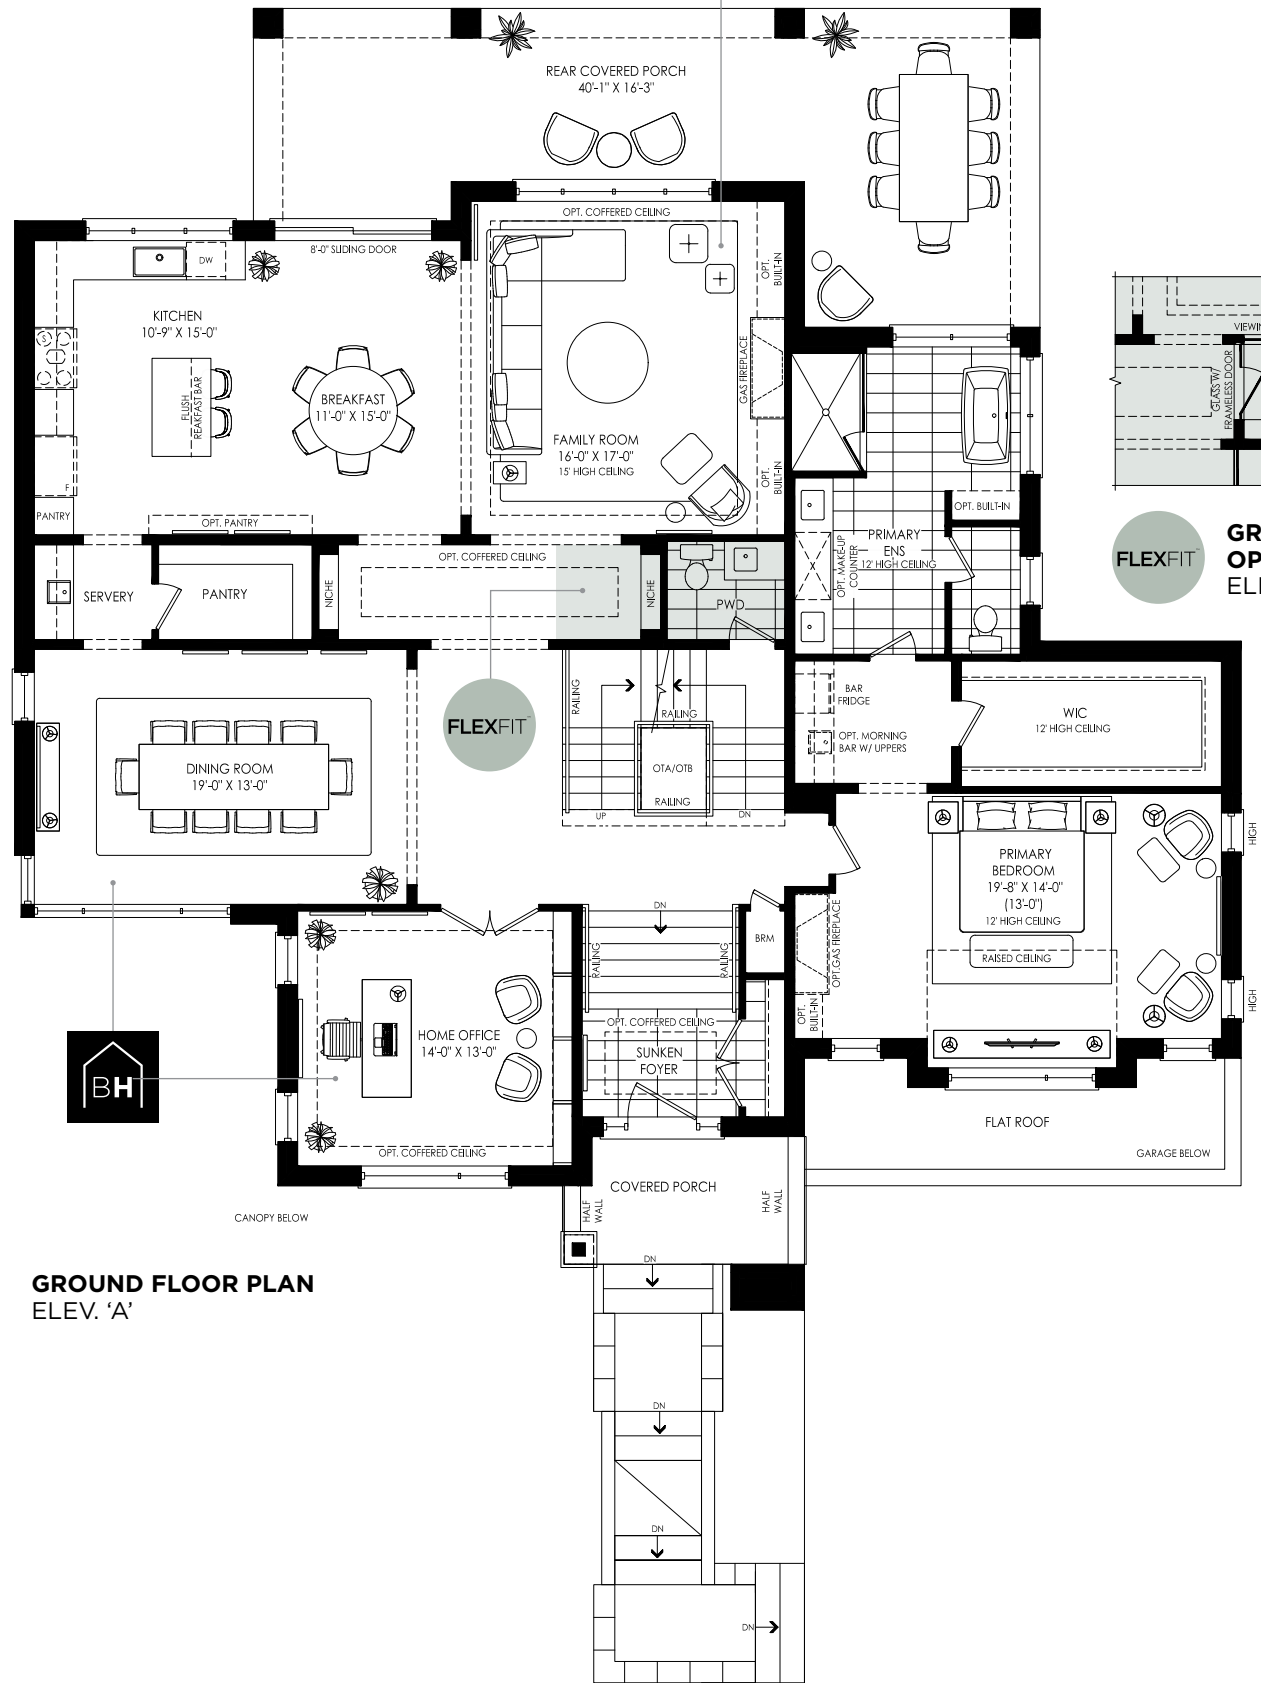 REAR COVERED PORCH
40'-1" X 16'-3"
OPT. COFFERED CEILING
8'-0" SLIDING DOOR
DW
KITCHEN
10'-9" X 15'-0"
S
FLUSH
REAKFAST BAR
BREAKFAST
11'-0" X 15'-0"
F
PANTRY
OPT. PANTRY
OPT.
BUILT-IN
GAS FIREPLACE
FAMILY ROOM
16'-0" X 17'-0"
15' HIGH CEILING
OPT.
BUILT-IN
GLASS W/
FRAMELESS DOOR
OPT. BUILT-IN
PRIMARY
ENS
12' HIGH CEILING
OPT. MAKE-UP
COUNTER
FLEXFIT™
GR
OP
ELE
SERVERY
PANTRY
NICHE
OPT. COFFERED CEILING
NICHE
PWD
FLEXFIT™
RAILING
RAILING
OTA/OTB
RAILING
UP
DN
BAR
FRIDGE
OPT. MORNING
BAR W/ UPPERS
WIC
12' HIGH CEILING
DINING ROOM
19'-0" X 13'-0"
PRIMARY
BEDROOM
19'-8" X 14'-0"
(13'-0")
12' HIGH CEILING
RAISED CEILING
HIGH
HIGH
OPT.GAS FIREPLACE
OPT.
BUILT-IN
DN
RAILING
RAILING
BRM
OPT. COFFERED CEILING
SUNKEN
FOYER
HOME OFFICE
14'-0" X 13'-0"
OPT. COFFERED CEILING
BH
FLAT ROOF
GARAGE BELOW
COVERED PORCH
HALF
WALL
HALF
WALL
CANOPY BELOW
DN
GROUND FLOOR PLAN
ELEV. ‘A’
DN
DN
DN